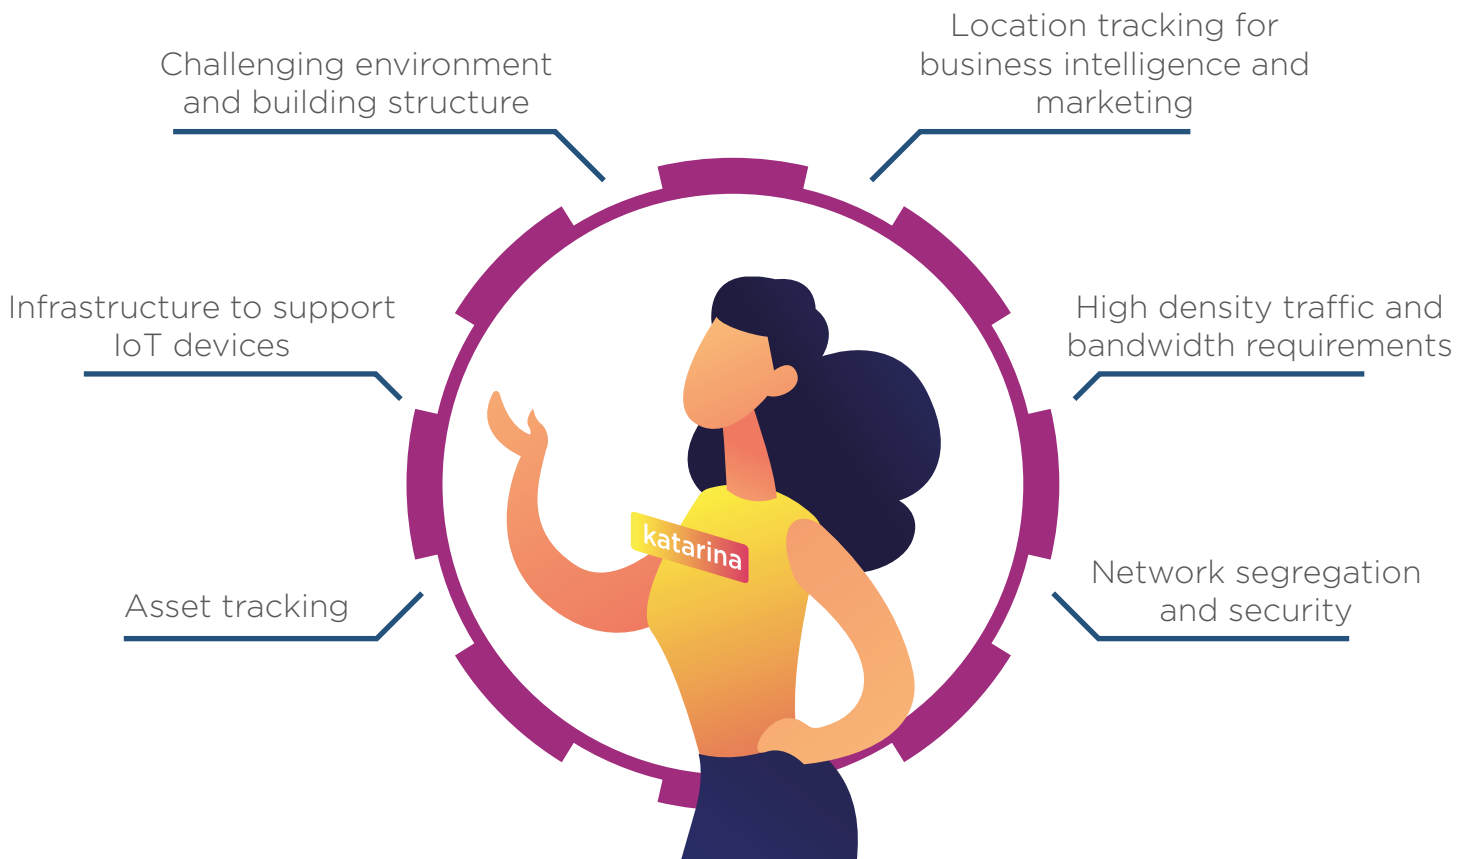 Challenging environment
and building structure
Location tracking for
business intelligence and
marketing
Infrastructure to support
IoT devices
High density traffic and
bandwidth requirements
katarina
Asset tracking
Network segregation
and security